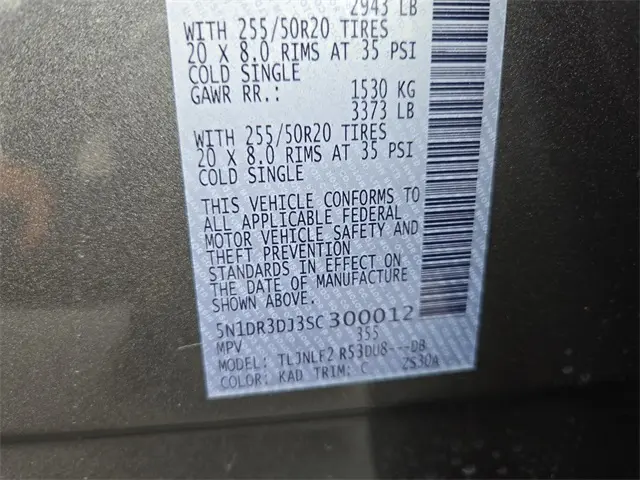 2943 LB
WITH 255/50R20 TIRES
20 X 8.0 RIMS AT 35 PSI
COLD SINGLE
GAWR RR.: 1530 KG
3373 LB
WITH 255/50R20 TIRES
20 X 8.0 RIMS AT 35 PSI
COLD SINGLE
THIS VEHICLE CONFORMS TO
ALL APPLICABLE FEDERAL
MOTOR VEHICLE SAFETY AND
THEFT PREVENTION
STANDARDS IN EFFECT ON
THE DATE OF MANUFACTURE
SHOWN ABOVE.
5N1DR3DJ3SC300012
MPV 355
MODEL: TLJNLF2 R53DU8---DB
COLOR: KAD TRIM: C 2S30A